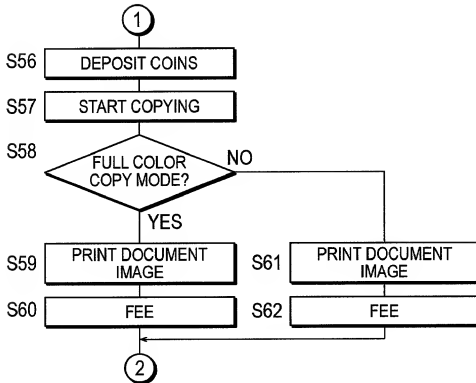 1
S56 DEPOSIT COINS
S57 START COPYING
S58 FULL COLOR
COPY MODE?
NO
YES
S59 PRINT DOCUMENT
IMAGE
S61 PRINT DOCUMENT
IMAGE
S60 FEE
S62 FEE
2